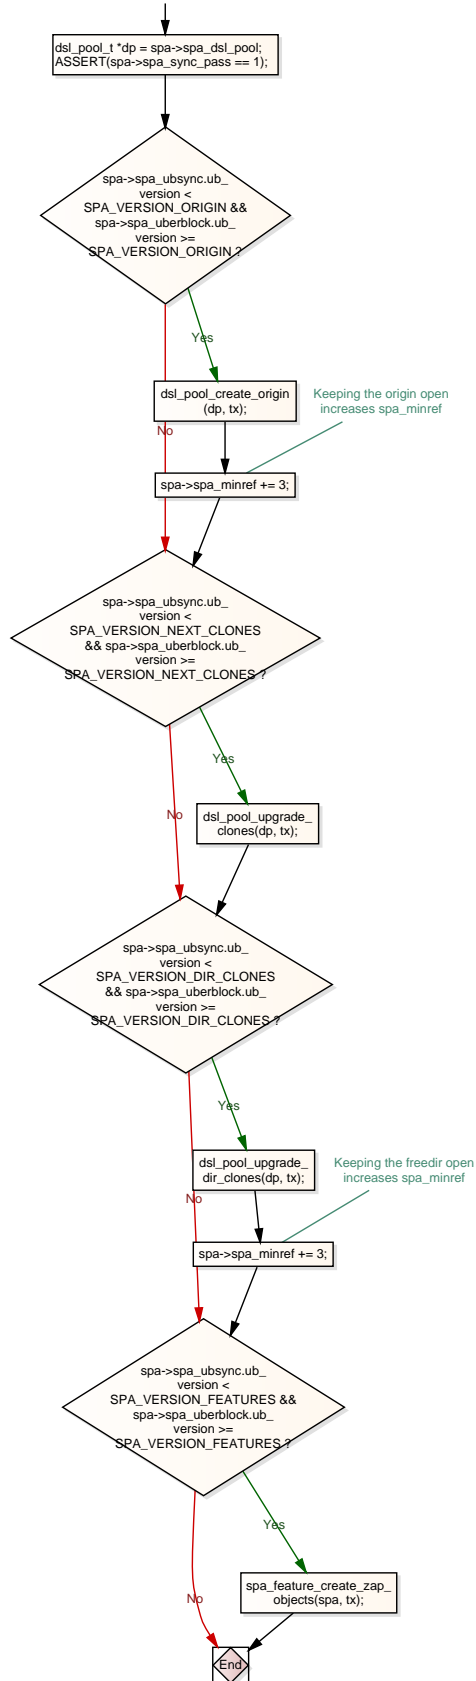 dsl_pool_t *dp = spa->spa_dsl_pool;
ASSERT(spa->spa_sync_pass == 1);
spa->spa_ubsync.ub_
version <
SPA_VERSION_ORIGIN &&
spa->spa_uberblock.ub_
version >=
SPA_VERSION_ORIGIN ?
Yes
dsl_pool_create_origin
(dp, tx);
Keeping the origin open
increases spa_minref
No
spa->spa_minref += 3;
spa->spa_ubsync.ub_
version <
SPA_VERSION_NEXT_CLONES
&& spa->spa_uberblock.ub_
version >=
SPA_VERSION_NEXT_CLONES ?
Yes
No
dsl_pool_upgrade_
clones(dp, tx);
spa->spa_ubsync.ub_
version <
SPA_VERSION_DIR_CLONES
&& spa->spa_uberblock.ub_
version >=
SPA_VERSION_DIR_CLONES ?
Yes
dsl_pool_upgrade_
dir_clones(dp, tx);
Keeping the freedir open
increases spa_minref
No
spa->spa_minref += 3;
spa->spa_ubsync.ub_
version <
SPA_VERSION_FEATURES &&
spa->spa_uberblock.ub_
version >=
SPA_VERSION_FEATURES ?
Yes
spa_feature_create_zap_
objects(spa, tx);
No
End